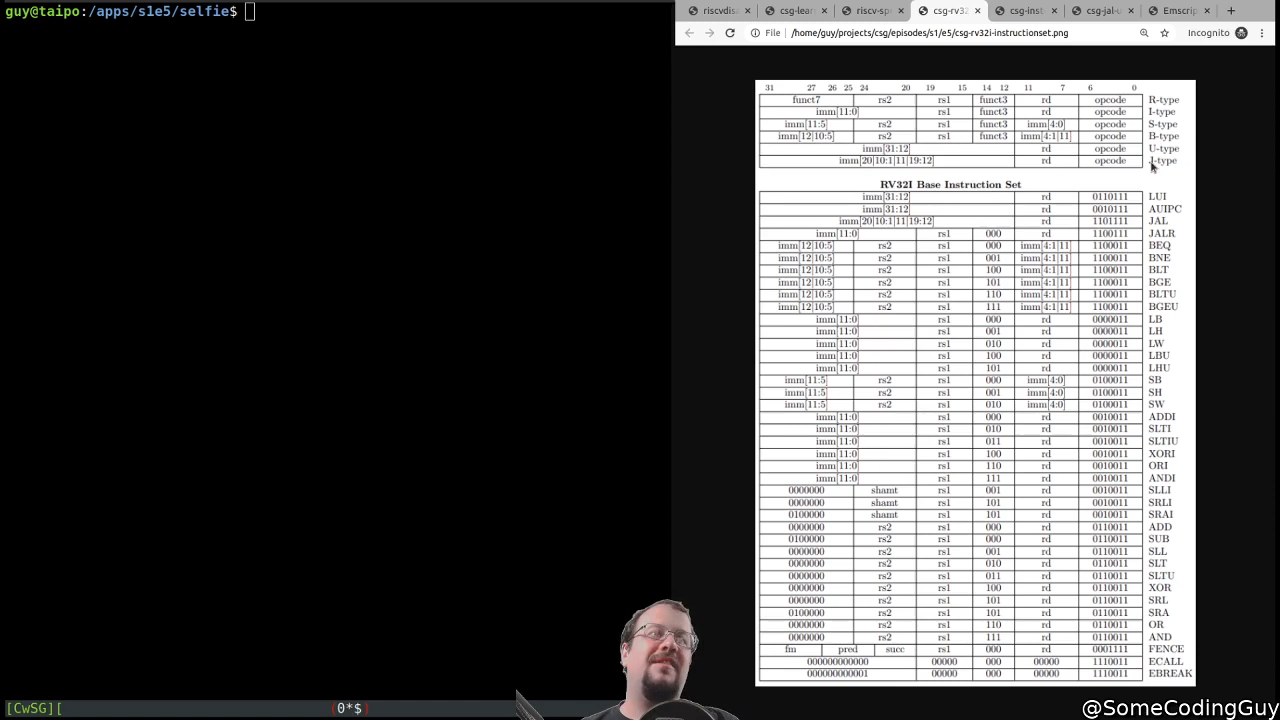 guy@taipo:/apps/s1e5/selfie$
riscvdis × csg-lear × riscv-sp × csg-rv32 × csg-inst × csg-jal-u × Emscrip × +
File /home/guy/projects/csg/episodes/s1/e5/csg-rv32i-instructionset.png Incognito
31 27 26 25 24 20 19 15 14 12 11 7 6 0
funct7 rs2 rs1 funct3 rd opcode R-type
imm[11:0] rs1 funct3 rd opcode I-type
imm[11:5] rs2 rs1 funct3 imm[4:0] opcode S-type
imm[12|10:5] rs2 rs1 funct3 imm[4:1|11] opcode B-type
imm[31:12] rd opcode U-type
imm[20|10:1|11|19:12] rd opcode J-type
RV32I Base Instruction Set
imm[31:12] rd 0110111 LUI
imm[31:12] rd 0010111 AUIPC
imm[20|10:1|11|19:12] rd 1101111 JAL
imm[11:0] rs1 000 rd 1100111 JALR
imm[12|10:5] rs2 rs1 000 imm[4:1|11] 1100011 BEQ
imm[12|10:5] rs2 rs1 001 imm[4:1|11] 1100011 BNE
imm[12|10:5] rs2 rs1 100 imm[4:1|11] 1100011 BLT
imm[12|10:5] rs2 rs1 101 imm[4:1|11] 1100011 BGE
imm[12|10:5] rs2 rs1 110 imm[4:1|11] 1100011 BLTU
imm[12|10:5] rs2 rs1 111 imm[4:1|11] 1100011 BGEU
imm[11:0] rs1 000 rd 0000011 LB
imm[11:0] rs1 001 rd 0000011 LH
imm[11:0] rs1 010 rd 0000011 LW
imm[11:0] rs1 100 rd 0000011 LBU
imm[11:0] rs1 101 rd 0000011 LHU
imm[11:5] rs2 rs1 000 imm[4:0] 0100011 SB
imm[11:5] rs2 rs1 001 imm[4:0] 0100011 SH
imm[11:5] rs2 rs1 010 imm[4:0] 0100011 SW
imm[11:0] rs1 000 rd 0010011 ADDI
imm[11:0] rs1 010 rd 0010011 SLTI
imm[11:0] rs1 011 rd 0010011 SLTIU
imm[11:0] rs1 100 rd 0010011 XORI
imm[11:0] rs1 110 rd 0010011 ORI
imm[11:0] rs1 111 rd 0010011 ANDI
0000000 shamt rs1 001 rd 0010011 SLLI
0000000 shamt rs1 101 rd 0010011 SRLI
0100000 shamt rs1 101 rd 0010011 SRAI
0000000 rs2 rs1 000 rd 0110011 ADD
0100000 rs2 rs1 000 rd 0110011 SUB
0000000 rs2 rs1 001 rd 0110011 SLL
0000000 rs2 rs1 010 rd 0110011 SLT
0000000 rs2 rs1 011 rd 0110011 SLTU
0000000 rs2 rs1 100 rd 0110011 XOR
0000000 rs2 rs1 101 rd 0110011 SRL
0100000 rs2 rs1 101 rd 0110011 SRA
0000000 rs2 rs1 110 rd 0110011 OR
0000000 rs2 rs1 111 rd 0110011 AND
fm pred succ rs1 000 rd 0001111 FENCE
000000000000 00000 000 00000 1110011 ECALL
000000000001 00000 000 00000 1110011 EBREAK
[CwSG][ (0*$)
@SomeCodingGuy